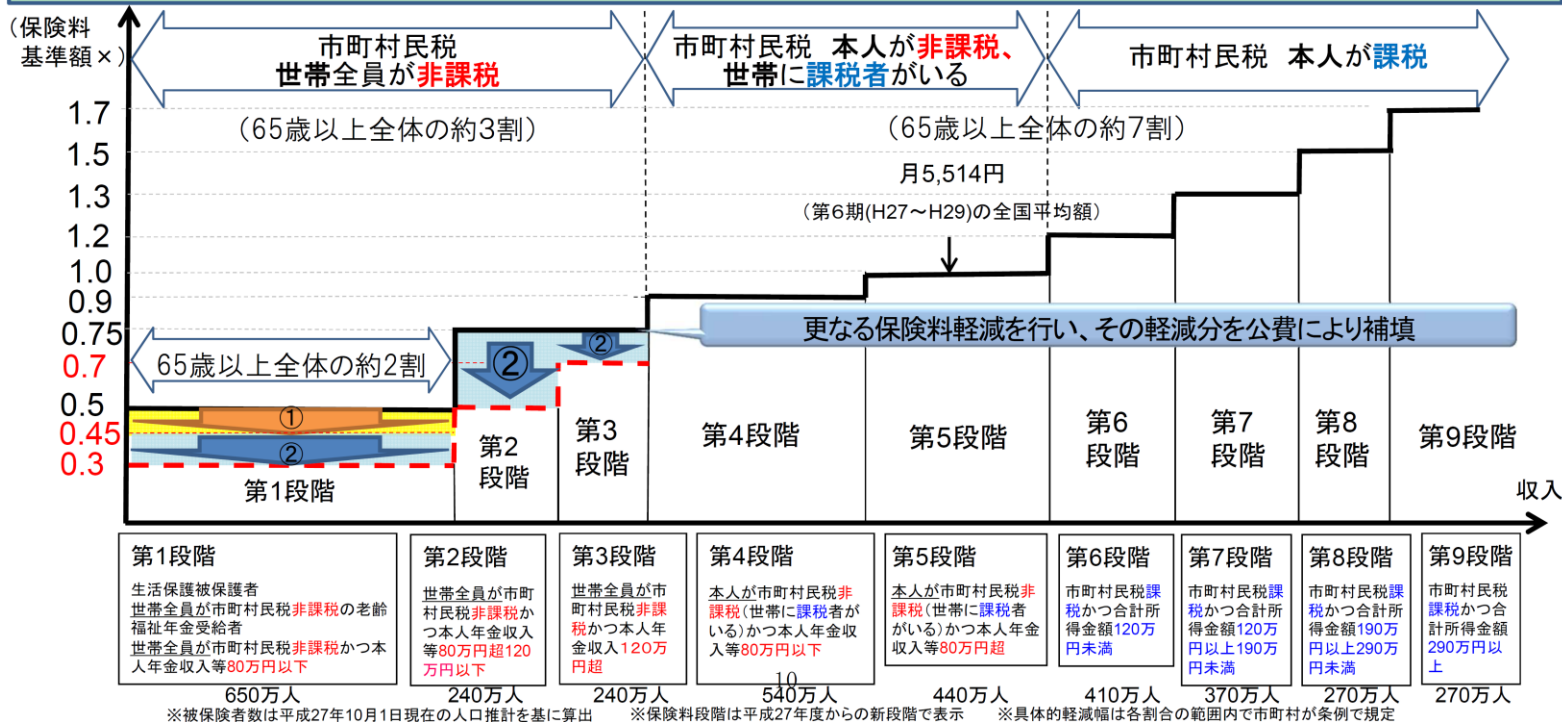 (保険料
基準額×)
市町村民税
世帯全員が非課税
市町村民税 本人が非課税、
世帯に課税者がいる
市町村民税 本人が課税
(65歳以上全体の約3割)
(65歳以上全体の約7割)
月5,514円
(第6期(H27~H29)の全国平均額)
1.7
1.5
1.3
1.2
1.0
0.9
0.75
0.7
0.5
0.45
0.3
更なる保険料軽減を行い、その軽減分を公費により補填
65歳以上全体の約2割
①
②
②
②
第1段階
第2
段階
第3
段階
第4段階
第5段階
第6
段階
第7
段階
第8
段階
第9段階
収入
第1段階
生活保護被保護者
世帯全員が市町村民税非課税の老齢
福祉年金受給者
世帯全員が市町村民税非課税かつ本
人年金収入等80万円以下
第2段階
世帯全員が市町
村民税非課税か
つ本人年金収入
等80万円超120
万円以下
第3段階
世帯全員が市
町村民税非課
税かつ本人年
金収入120万
円超
第4段階
本人が市町村民税非
課税(世帯に課税者が
いる)かつ本人年金収
入等80万円以下
第5段階
本人が市町村民税非
課税(世帯に課税者
がいる)かつ本人年金
収入等80万円超
第6段階
市町村民税課
税かつ合計所
得金額120万
円未満
第7段階
市町村民税課
税かつ合計所
得金額120万
円以上190万
円未満
第8段階
市町村民税課
税かつ合計所
得金額190万
円以上290万
円未満
第9段階
市町村民税
課税かつ合
計所得金額
290万円以
上
650万人
240万人
240万人
10
540万人
440万人
410万人
370万人
270万人
270万人
※被保険者数は平成27年10月1日現在の人口推計を基に算出 ※保険料段階は平成27年度からの新段階で表示 ※具体的軽減幅は各割合の範囲内で市町村が条例で規定